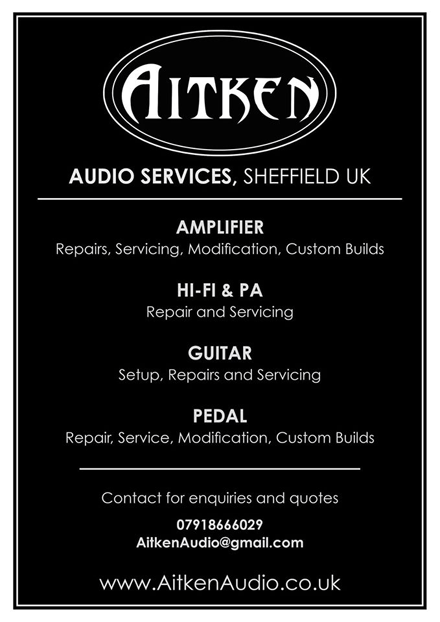 AITKEN
AUDIO SERVICES, SHEFFIELD UK
AMPLIFIER
Repairs, Servicing, Modification, Custom Builds
HI-FI & PA
Repair and Servicing
GUITAR
Setup, Repairs and Servicing
PEDAL
Repair, Service, Modification, Custom Builds
Contact for enquiries and quotes
07918666029
AitkenAudio@gmail.com
www.AitkenAudio.co.uk